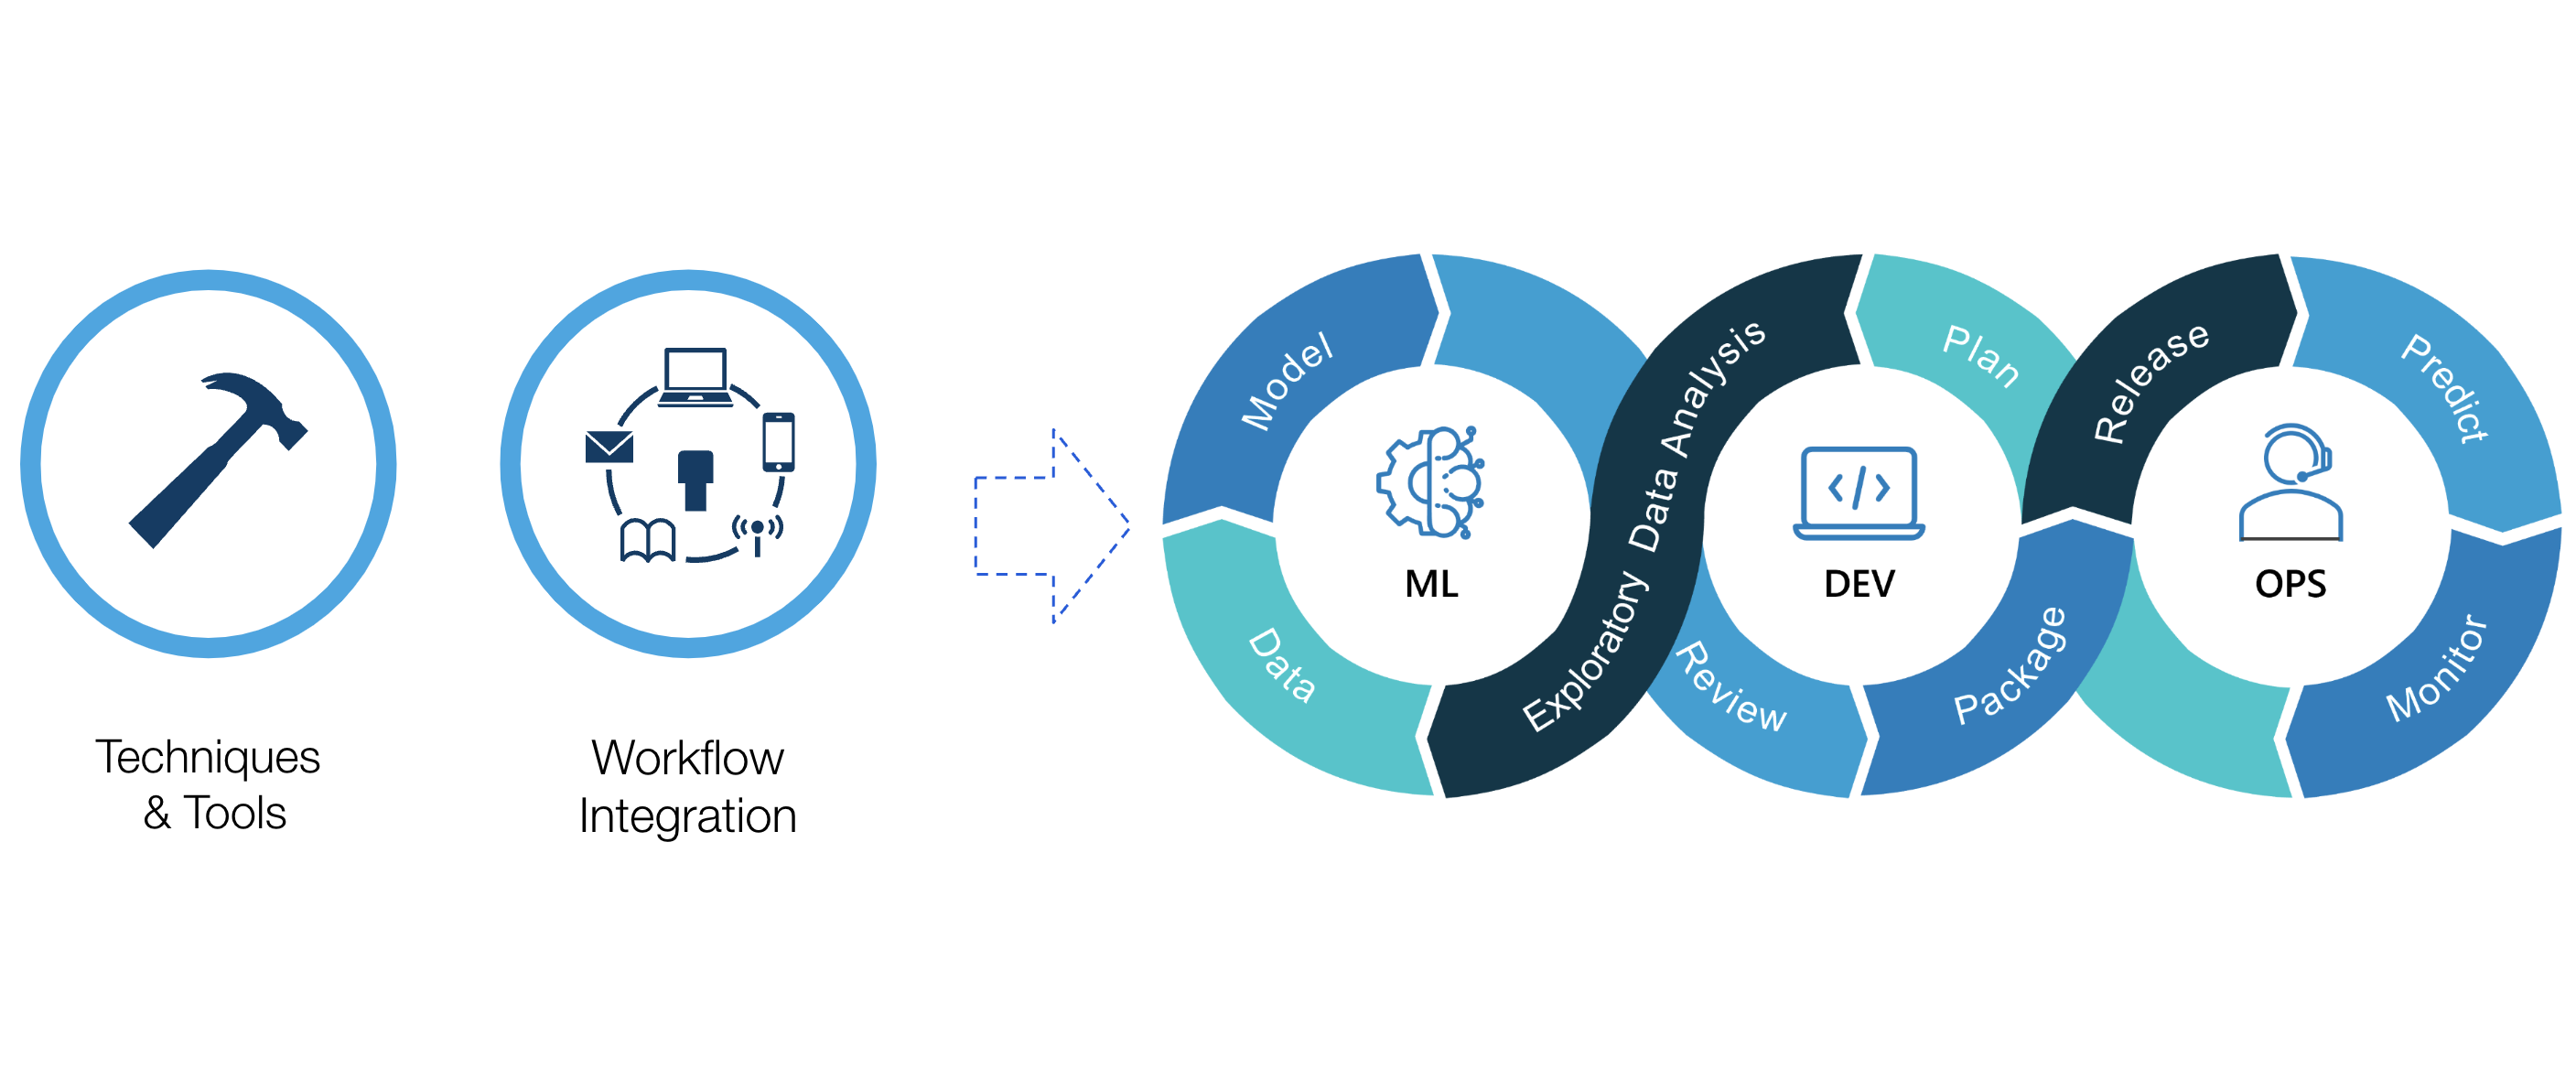 Techniques
& Tools
Workflow
Integration
Model
Data
ML
Exploratory Data Analysis
Review
Plan
DEV
Package
Release
OPS
Predict
Monitor